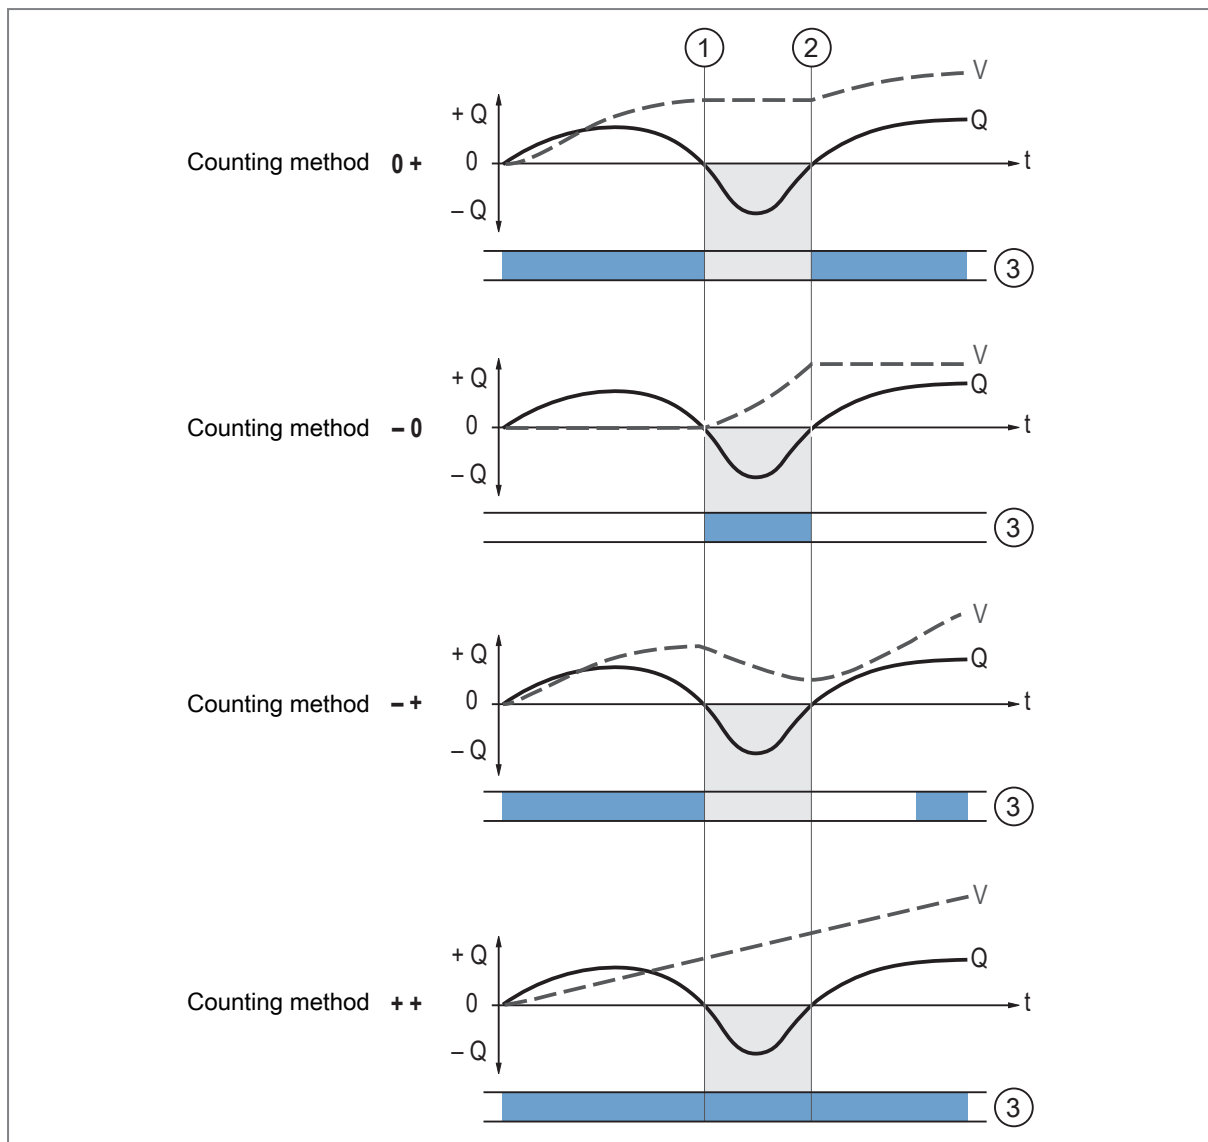 1 2
V
+ Q
Q
Counting method 0 + 0 t
– Q
3
V
+ Q
Q
Counting method – 0 0 t
– Q
3
V
+ Q
Q
Counting method – + 0 t
– Q
3
V
+ Q
Q
Counting method + + 0 t
– Q
3